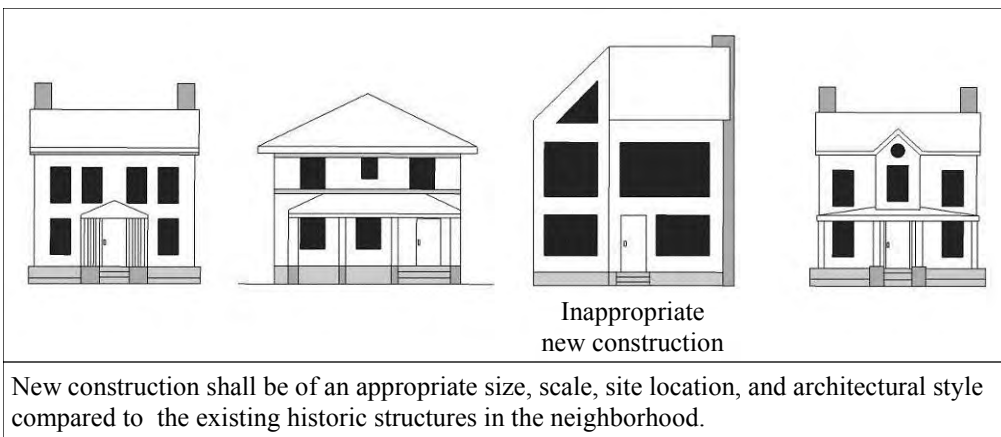 Inappropriate
new construction
New construction shall be of an appropriate size, scale, site location, and architectural style
compared to  the existing historic structures in the neighborhood.